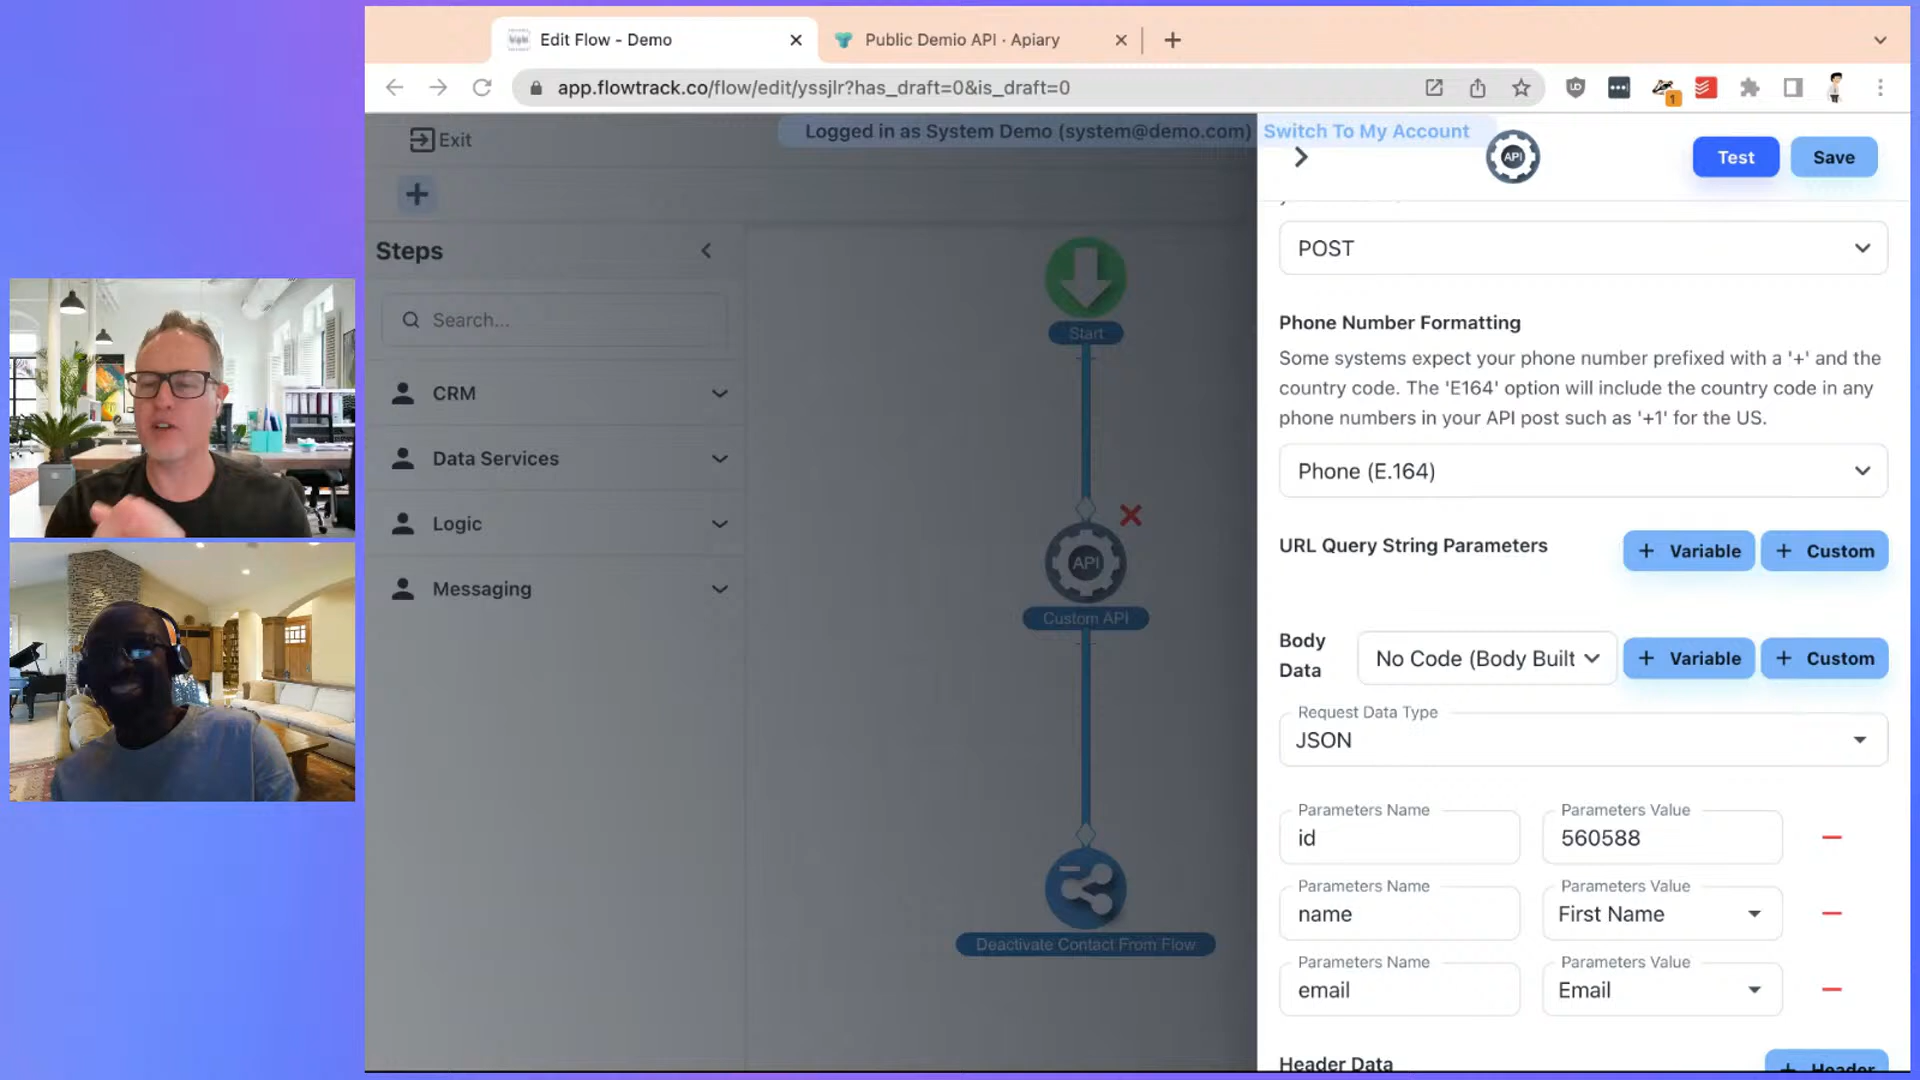 Edit Flow - Demo
Public Demio API · Apiary
app.flowtrack.co/flow/edit/yssjlr?has_draft=0&is_draft=0
1
Exit
Logged in as System Demo (system@demo.com)
Switch To My Account
API
Test
Save
Steps
Search...
CRM
Data Services
Logic
Messaging
Start
API
Custom API
Deactivate Contact From Flow
POST
Phone Number Formatting
Some systems expect your phone number prefixed with a '+' and the
country code. The 'E164' option will include the country code in any
phone numbers in your API post such as '+1' for the US.
Phone (E.164)
URL Query String Parameters
+ Variable
+ Custom
Body
Data
No Code (Body Built
+ Variable
+ Custom
Request Data Type
JSON
Parameters Name
id
Parameters Value
560588
Parameters Name
name
Parameters Value
First Name
Parameters Name
email
Parameters Value
Email
Header Data
+ Header